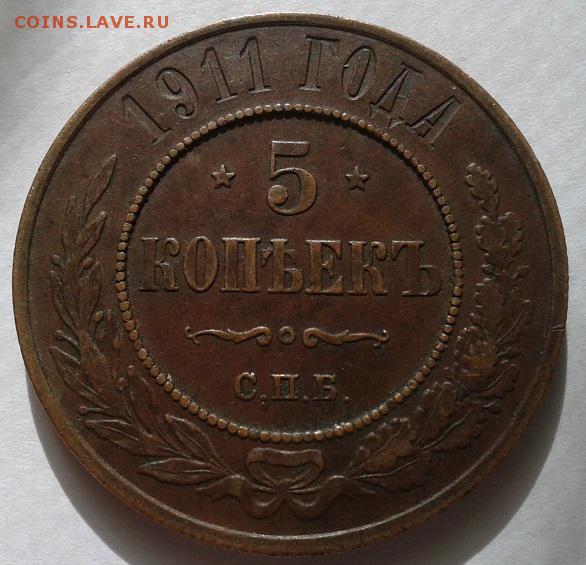 COINS.LAVE.RU
1911 ГОДА
5
КОПѢЕКЪ
С.П.Б.